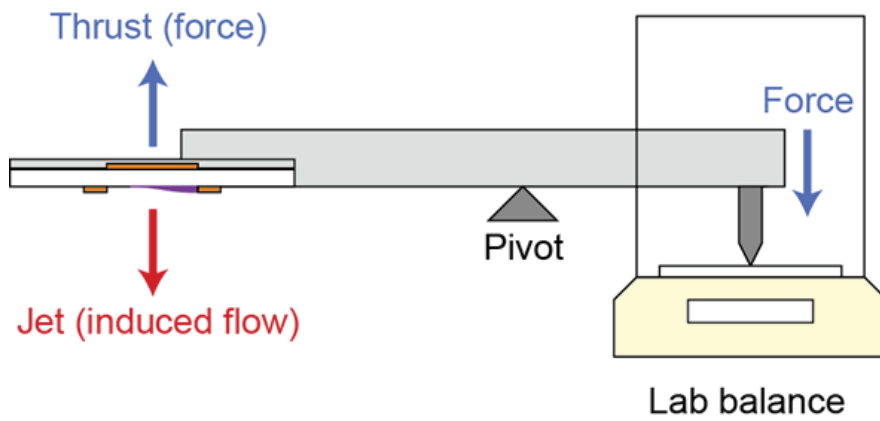 Thrust (force)
Force
Pivot
Jet (induced flow)
Lab balance